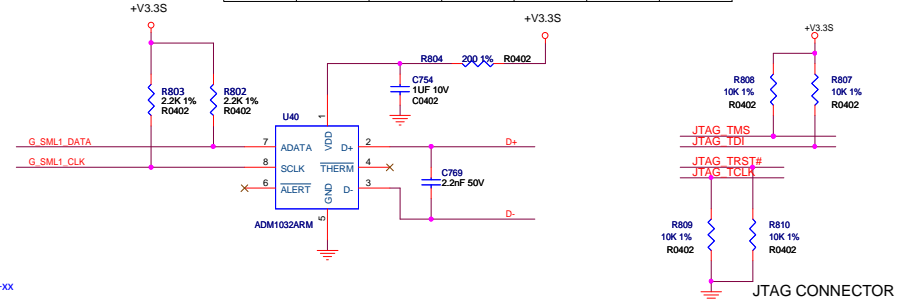 +V3.3S
+V3.3S
+V3.3S
R803
2.2K 1%
R0402
R802
2.2K 1%
R0402
R804 200 1% R0402
C754
1UF 10V
C0402
U40
1
VDD
G_SML1_DATA
7 ADATA
D+ 2
D+
G_SML1_CLK
8 SCLK
THERM 4
6 ALERT
GND
D- 3
5
ADM1032ARM
C769
2.2nF 50V
D-
R808
10K 1%
R0402
R807
10K 1%
R0402
JTAG_TMS
JTAG_TDI
JTAG_TRST#
JTAG_TCLK
R809
10K 1%
R0402
R810
10K 1%
R0402
JTAG CONNECTOR
-xx